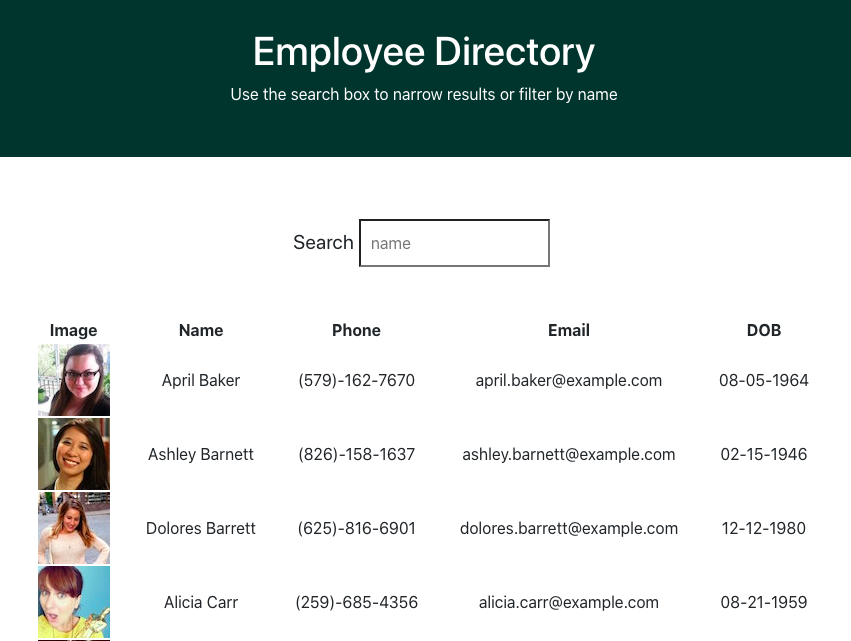 Employee Directory
Use the search box to narrow results or filter by name
Search name
Image Name Phone Email DOB
April Baker (579)-162-7670 april.baker@example.com 08-05-1964
Ashley Barnett (826)-158-1637 ashley.barnett@example.com 02-15-1946
Dolores Barrett (625)-816-6901 dolores.barrett@example.com 12-12-1980
Alicia Carr (259)-685-4356 alicia.carr@example.com 08-21-1959